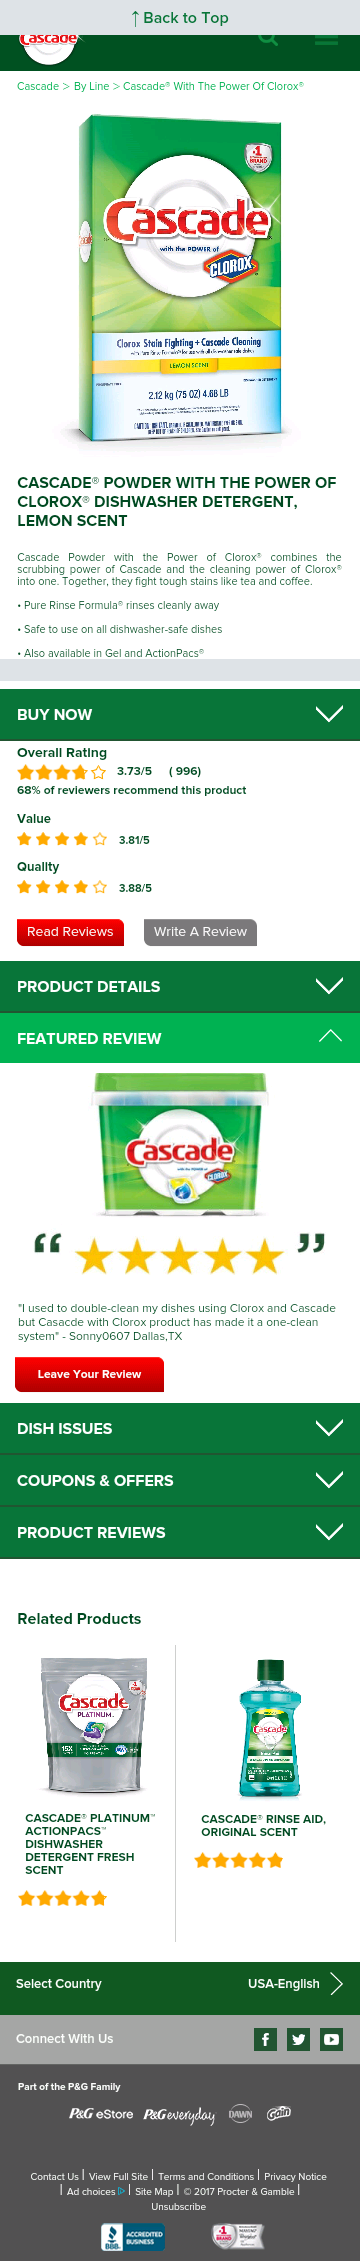 ↑ Back to Top
Cascade
Cascade > By Line > Cascade® With The Power Of Clorox®
#1
BRAND
Cascade
with the POWER of
CLOROX
Clorox Stain Fighting + Cascade Cleaning
LEMON SCENT
2.12 kg (75 OZ) 4.68 LB
CASCADE® POWDER WITH THE POWER OF
CLOROX® DISHWASHER DETERGENT,
LEMON SCENT
Cascade Powder with the Power of Clorox® combines the
scrubbing power of Cascade and the cleaning power of Clorox®
into one. Together, they fight tough stains like tea and coffee.
• Pure Rinse Formula® rinses cleanly away
• Safe to use on all dishwasher-safe dishes
• Also available in Gel and ActionPacs®
BUY NOW
Overall Rating
3.73/5 ( 996)
68% of reviewers recommend this product
Value
3.81/5
Quality
3.88/5
Read Reviews Write A Review
PRODUCT DETAILS
FEATURED REVIEW
Cascade
with the POWER of
CLOROX
“ ”
"I used to double-clean my dishes using Clorox and Cascade
but Casacde with Clorox product has made it a one-clean
system" - Sonny0607 Dallas,TX
Leave Your Review
DISH ISSUES
COUPONS & OFFERS
PRODUCT REVIEWS
Related Products
Cascade
PLATINUM
15X
Cascade
CASCADE® PLATINUM™
ACTIONPACS™
DISHWASHER
DETERGENT FRESH
SCENT
CASCADE® RINSE AID,
ORIGINAL SCENT
Select Country USA-English
Connect With Us
Part of the P&G Family
P&G eStore P&G everyday DAWN Gain
Contact Us | View Full Site | Terms and Conditions | Privacy Notice
| Ad choices | Site Map | © 2017 Procter & Gamble |
Unsubscribe
BBB ACCREDITED
BUSINESS
#1
BRAND